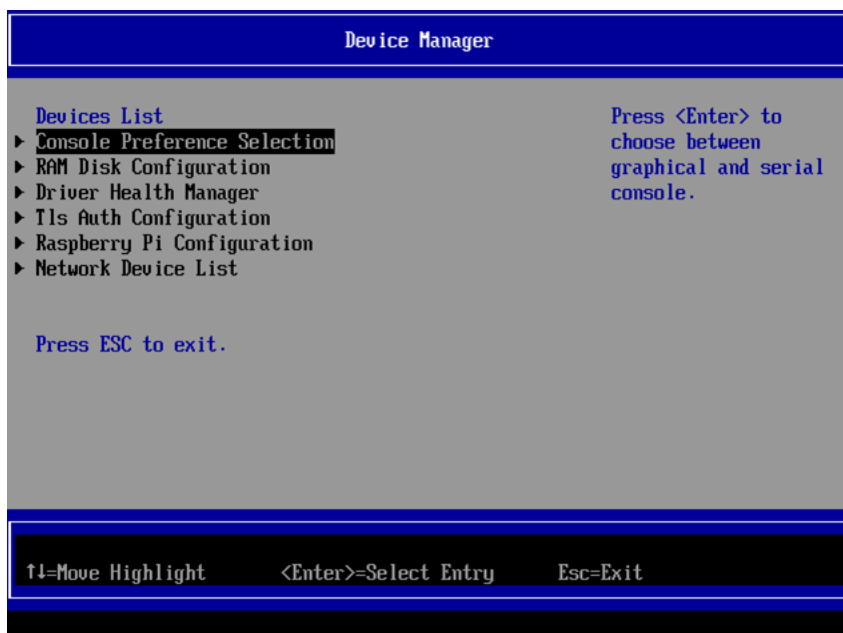 Device Manager
Devices List
▶ Console Preference Selection
▶ RAM Disk Configuration
▶ Driver Health Manager
▶ Tls Auth Configuration
▶ Raspberry Pi Configuration
▶ Network Device List
Press ESC to exit.
Press <Enter> to
choose between
graphical and serial
console.
↑↓=Move Highlight <Enter>=Select Entry Esc=Exit